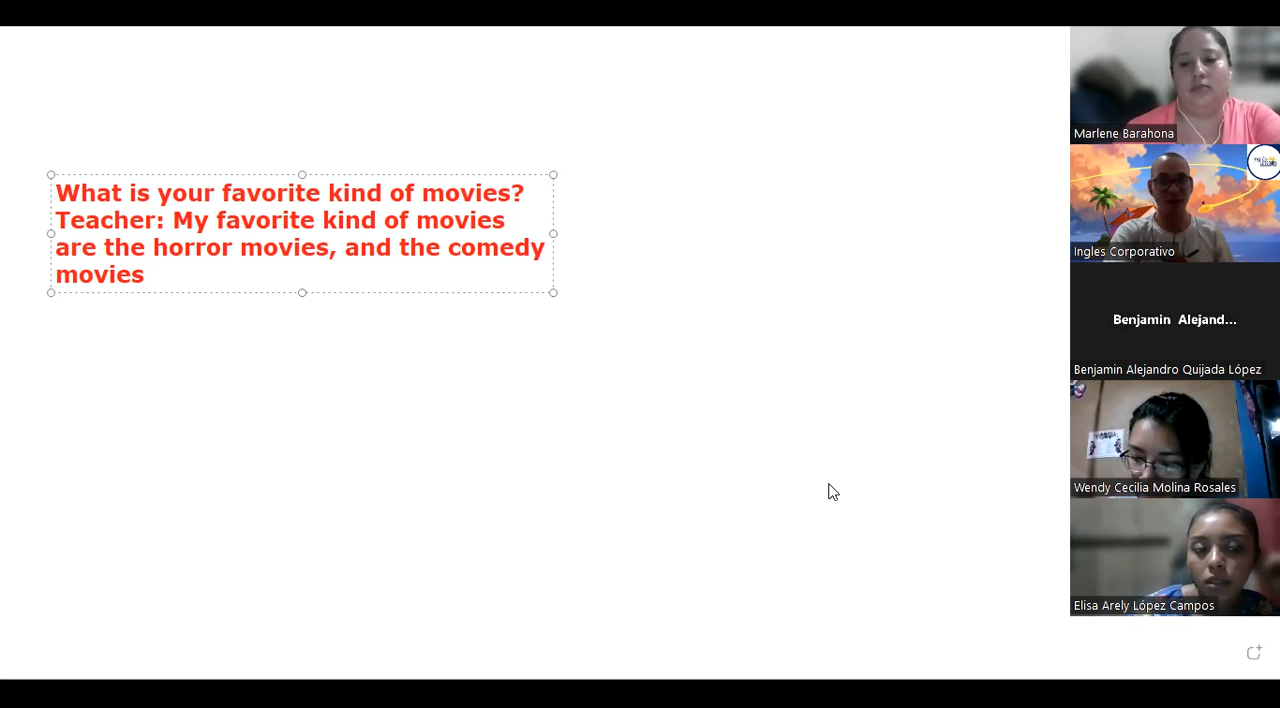 What is your favorite kind of movies?
Teacher: My favorite kind of movies
are the horror movies, and the comedy
movies
Marlene Barahona
Ingles Corporativo
Benjamin Alejand...
Benjamin Alejandro Quijada López
Wendy Cecilia Molina Rosales
Elisa Arely López Campos